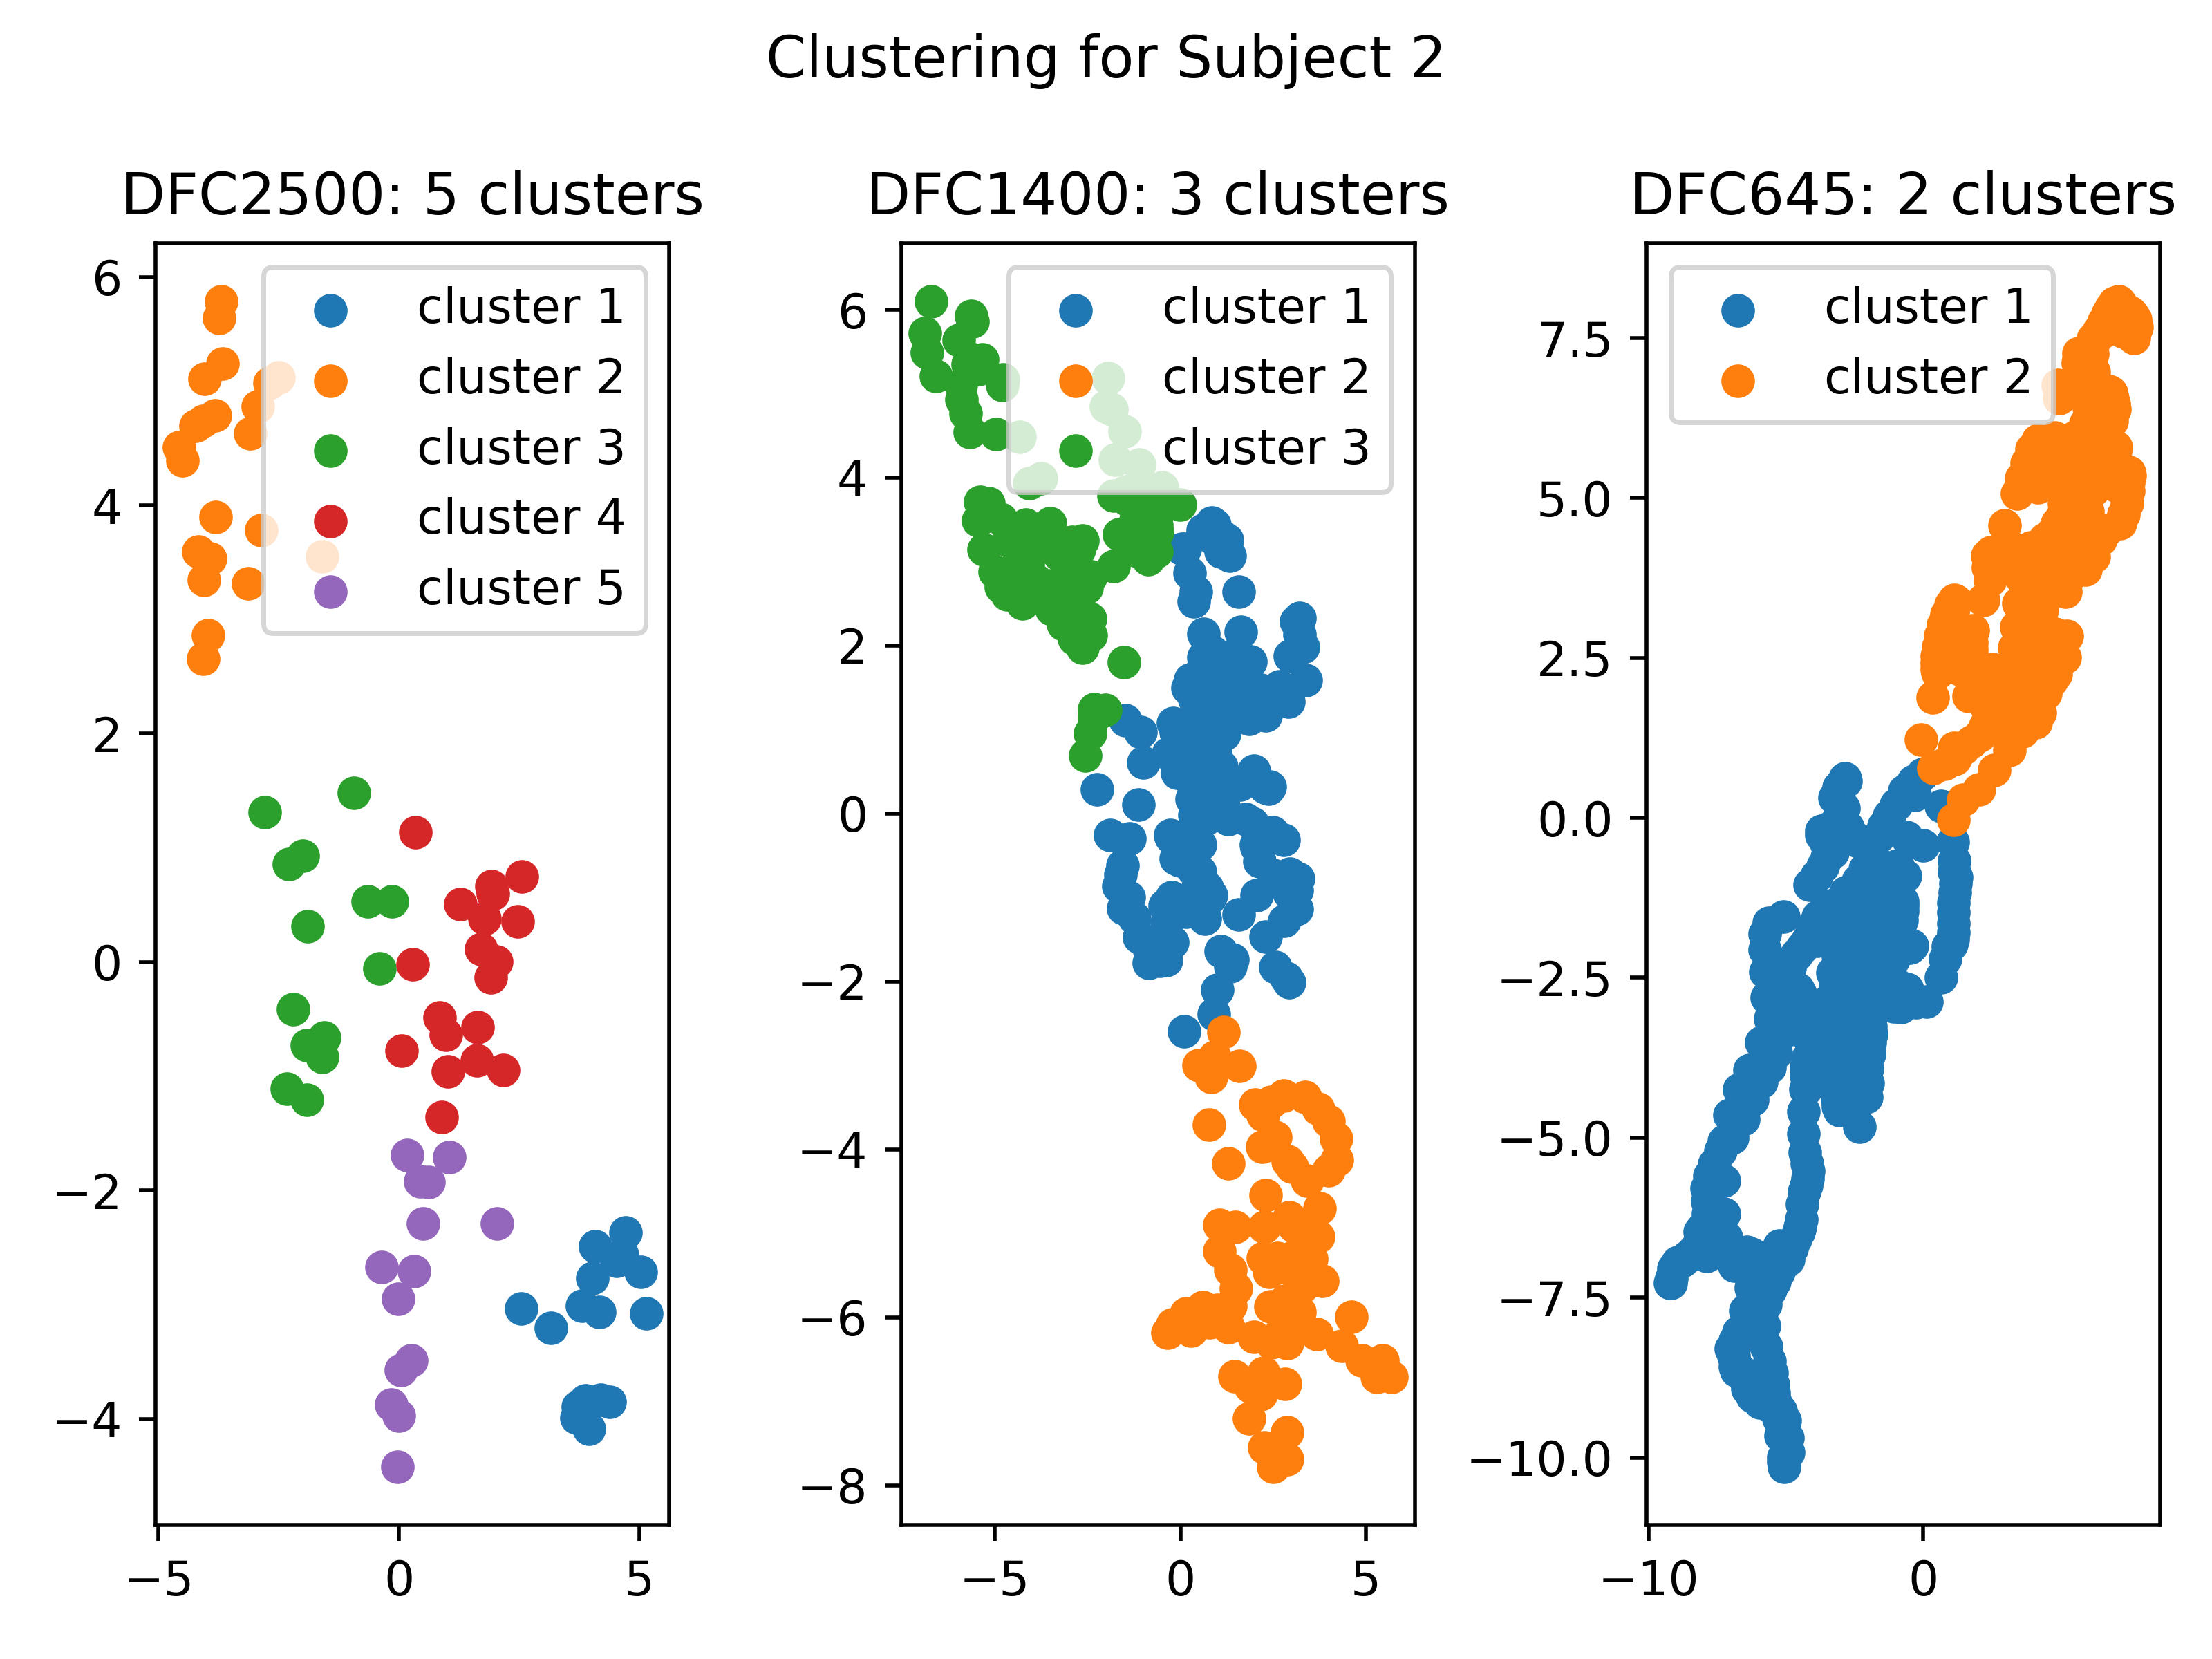 Clustering for Subject 2
DFC2500: 5 clusters
6
4
2
0
−2
−4
−5
0
5
cluster 1
cluster 2
cluster 3
cluster 4
cluster 5
DFC1400: 3 clusters
6
4
2
0
−2
−4
−6
−8
−5
0
5
cluster 1
cluster 2
cluster 3
DFC645: 2 clusters
7.5
5.0
2.5
0.0
−2.5
−5.0
−7.5
−10.0
−10
0
cluster 1
cluster 2